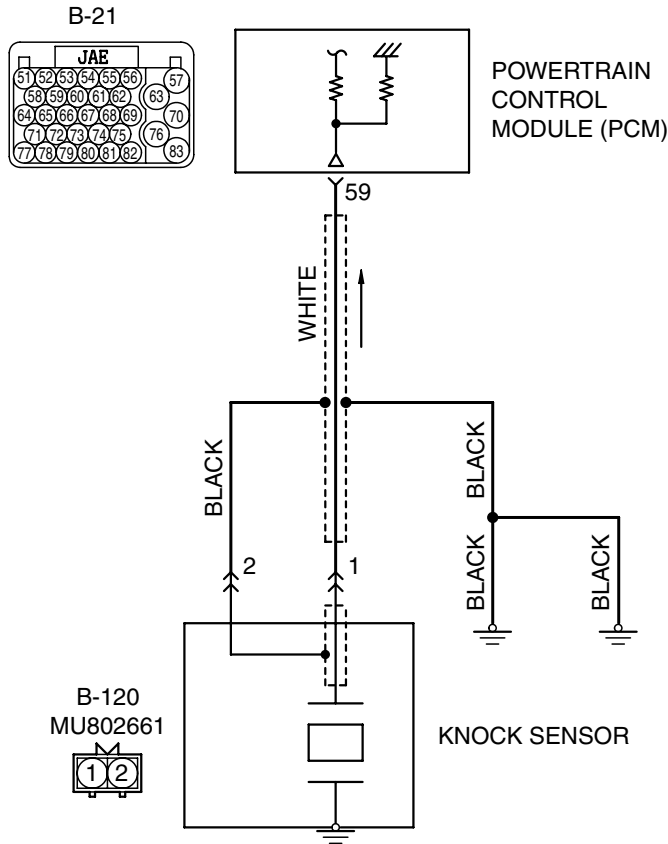 B-21
JAE
51 52 53 54 55 56 57
58 59 60 61 62 63
64 65 66 67 68 69 70
71 72 73 74 75 76
77 78 79 80 81 82 83
POWERTRAIN
CONTROL
MODULE (PCM)
59
WHITE
BLACK
BLACK
2
1
BLACK
BLACK
B-120
MU802661
1 2
KNOCK SENSOR